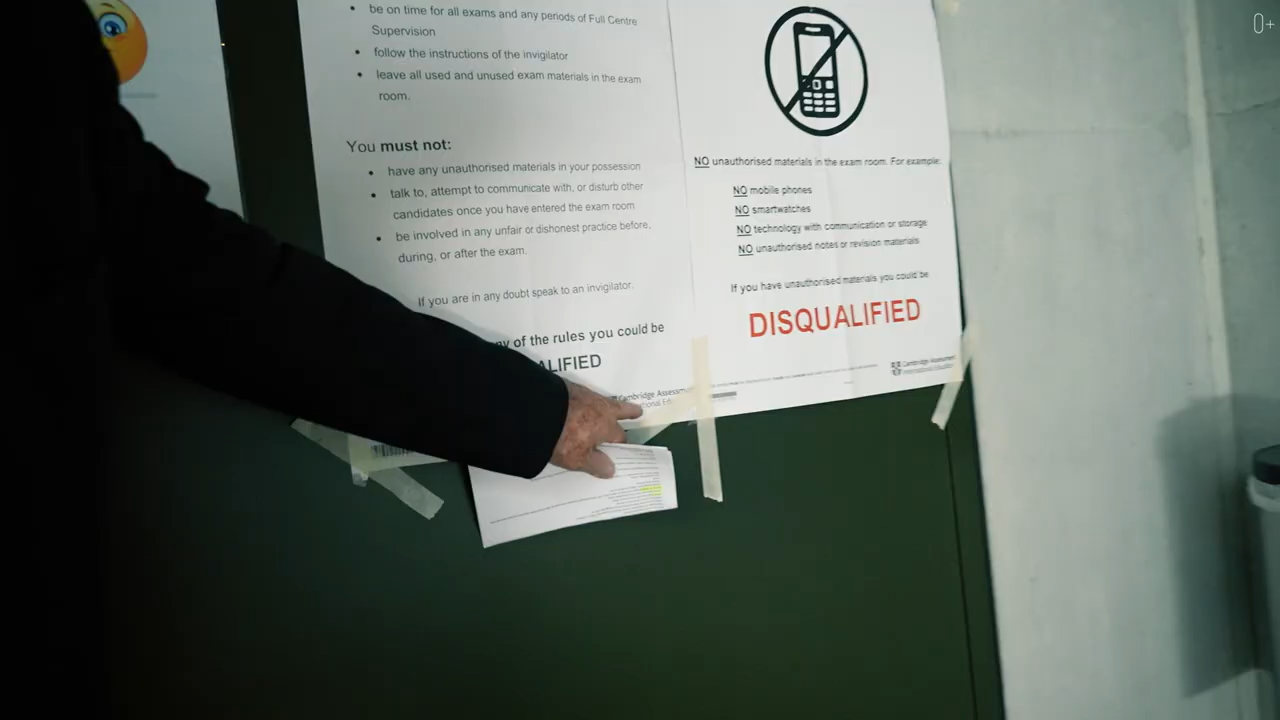 be on time for all exams and any periods of Full Centre
Supervision
follow the instructions of the invigilator
leave all used and unused exam materials in the exam
room.
You must not:
have any unauthorised materials in your possession
talk to, attempt to communicate with, or disturb other
candidates once you have entered the exam room
be involved in any unfair or dishonest practice before,
during, or after the exam.
If you are in any doubt speak to an invigilator.
of the rules you could be
ALIFIED
Cambridge Assessm
NO unauthorised materials in the exam room. For example:
NO mobile phones
NO smartwatches
NO technology with communication or storage
NO unauthorised notes or revision materials
If you have unauthorised materials you could be
DISQUALIFIED
Cambridge Assessment
International Education
0+